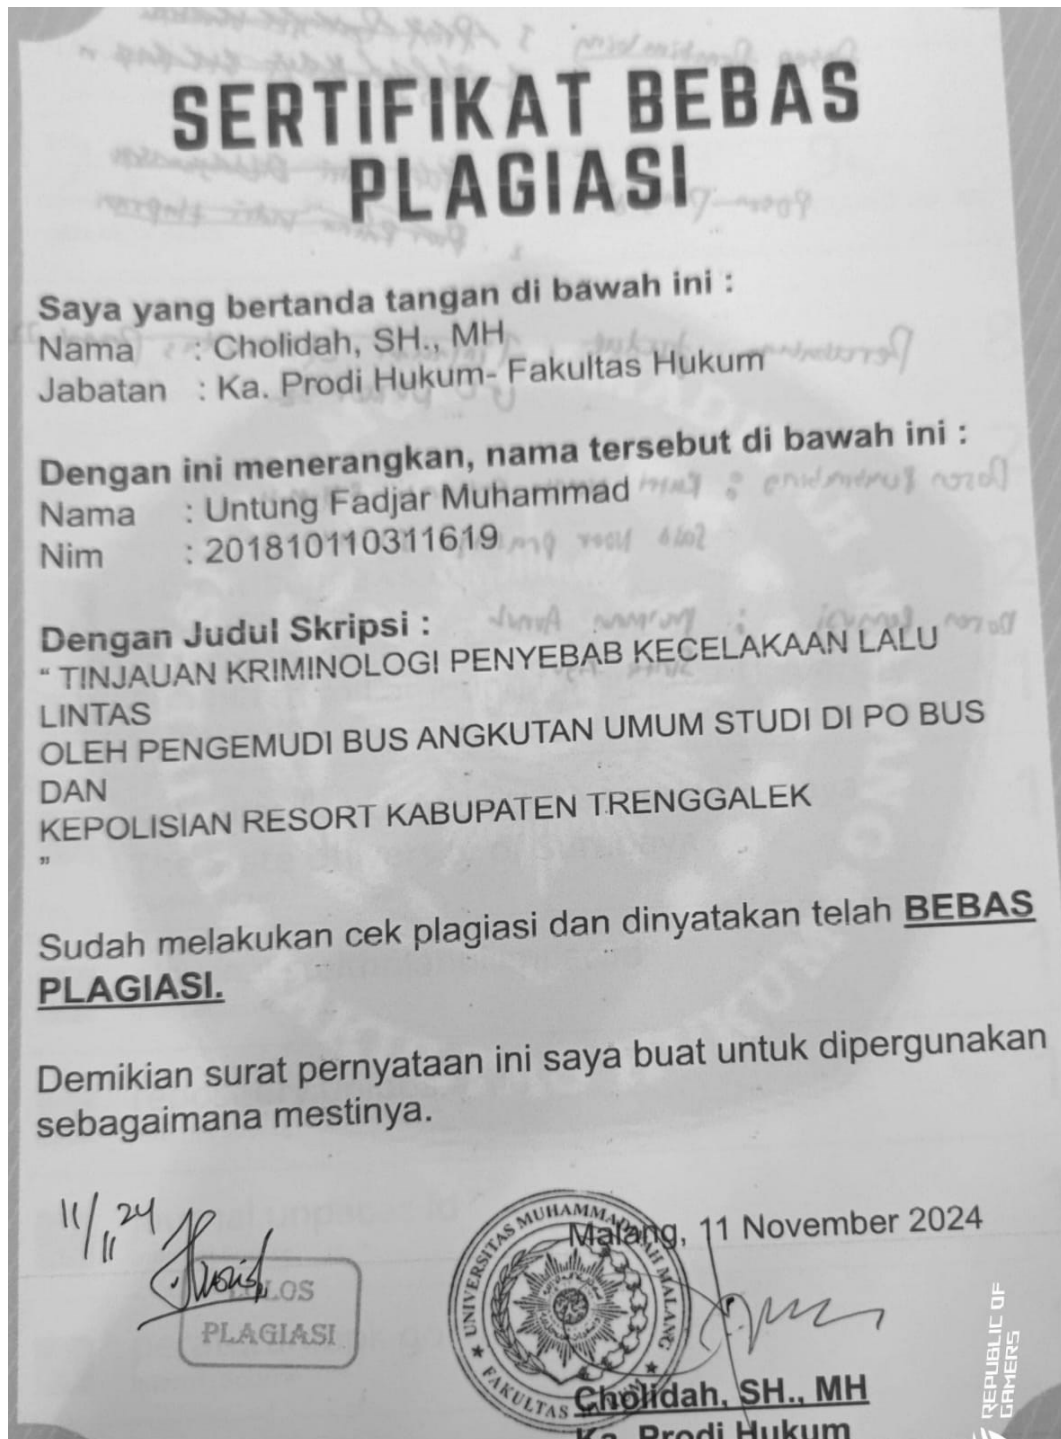 SERTIFIKAT BEBAS
PLAGIASI
Saya yang bertanda tangan di bawah ini :
Nama : Cholidah, SH., MH
Jabatan : Ka. Prodi Hukum- Fakultas Hukum
Dengan ini menerangkan, nama tersebut di bawah ini :
Nama : Untung Fadjar Muhammad
Nim : 201810110311619
Dengan Judul Skripsi :
“ TINJAUAN KRIMINOLOGI PENYEBAB KECELAKAAN LALU
LINTAS
OLEH PENGEMUDI BUS ANGKUTAN UMUM STUDI DI PO BUS
DAN
KEPOLISIAN RESORT KABUPATEN TRENGGALEK
”
Sudah melakukan cek plagiasi dan dinyatakan telah BEBAS
PLAGIASI.
Demikian surat pernyataan ini saya buat untuk dipergunakan
sebagaimana mestinya.
11/11 24
LOLOS
PLAGIASI
UNIVERSITAS MUHAMMADIYAH MALANG
FAKULTAS HUKUM
Malang, 11 November 2024
Cholidah, SH., MH
Ka. Prodi Hukum
REPUBLIC OF
GAMERS